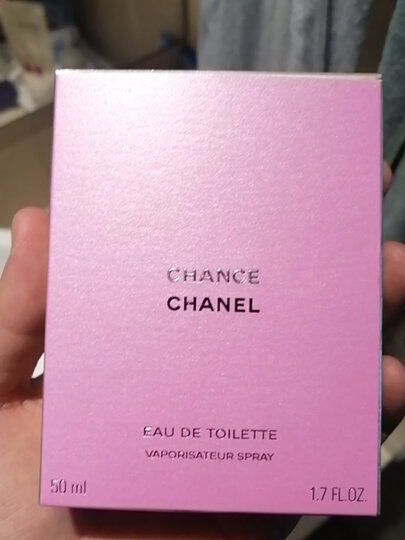 CHANCE
CHANEL
EAU DE TOILETTE
VAPORISATEUR SPRAY
50 ml
1.7 FL.OZ.